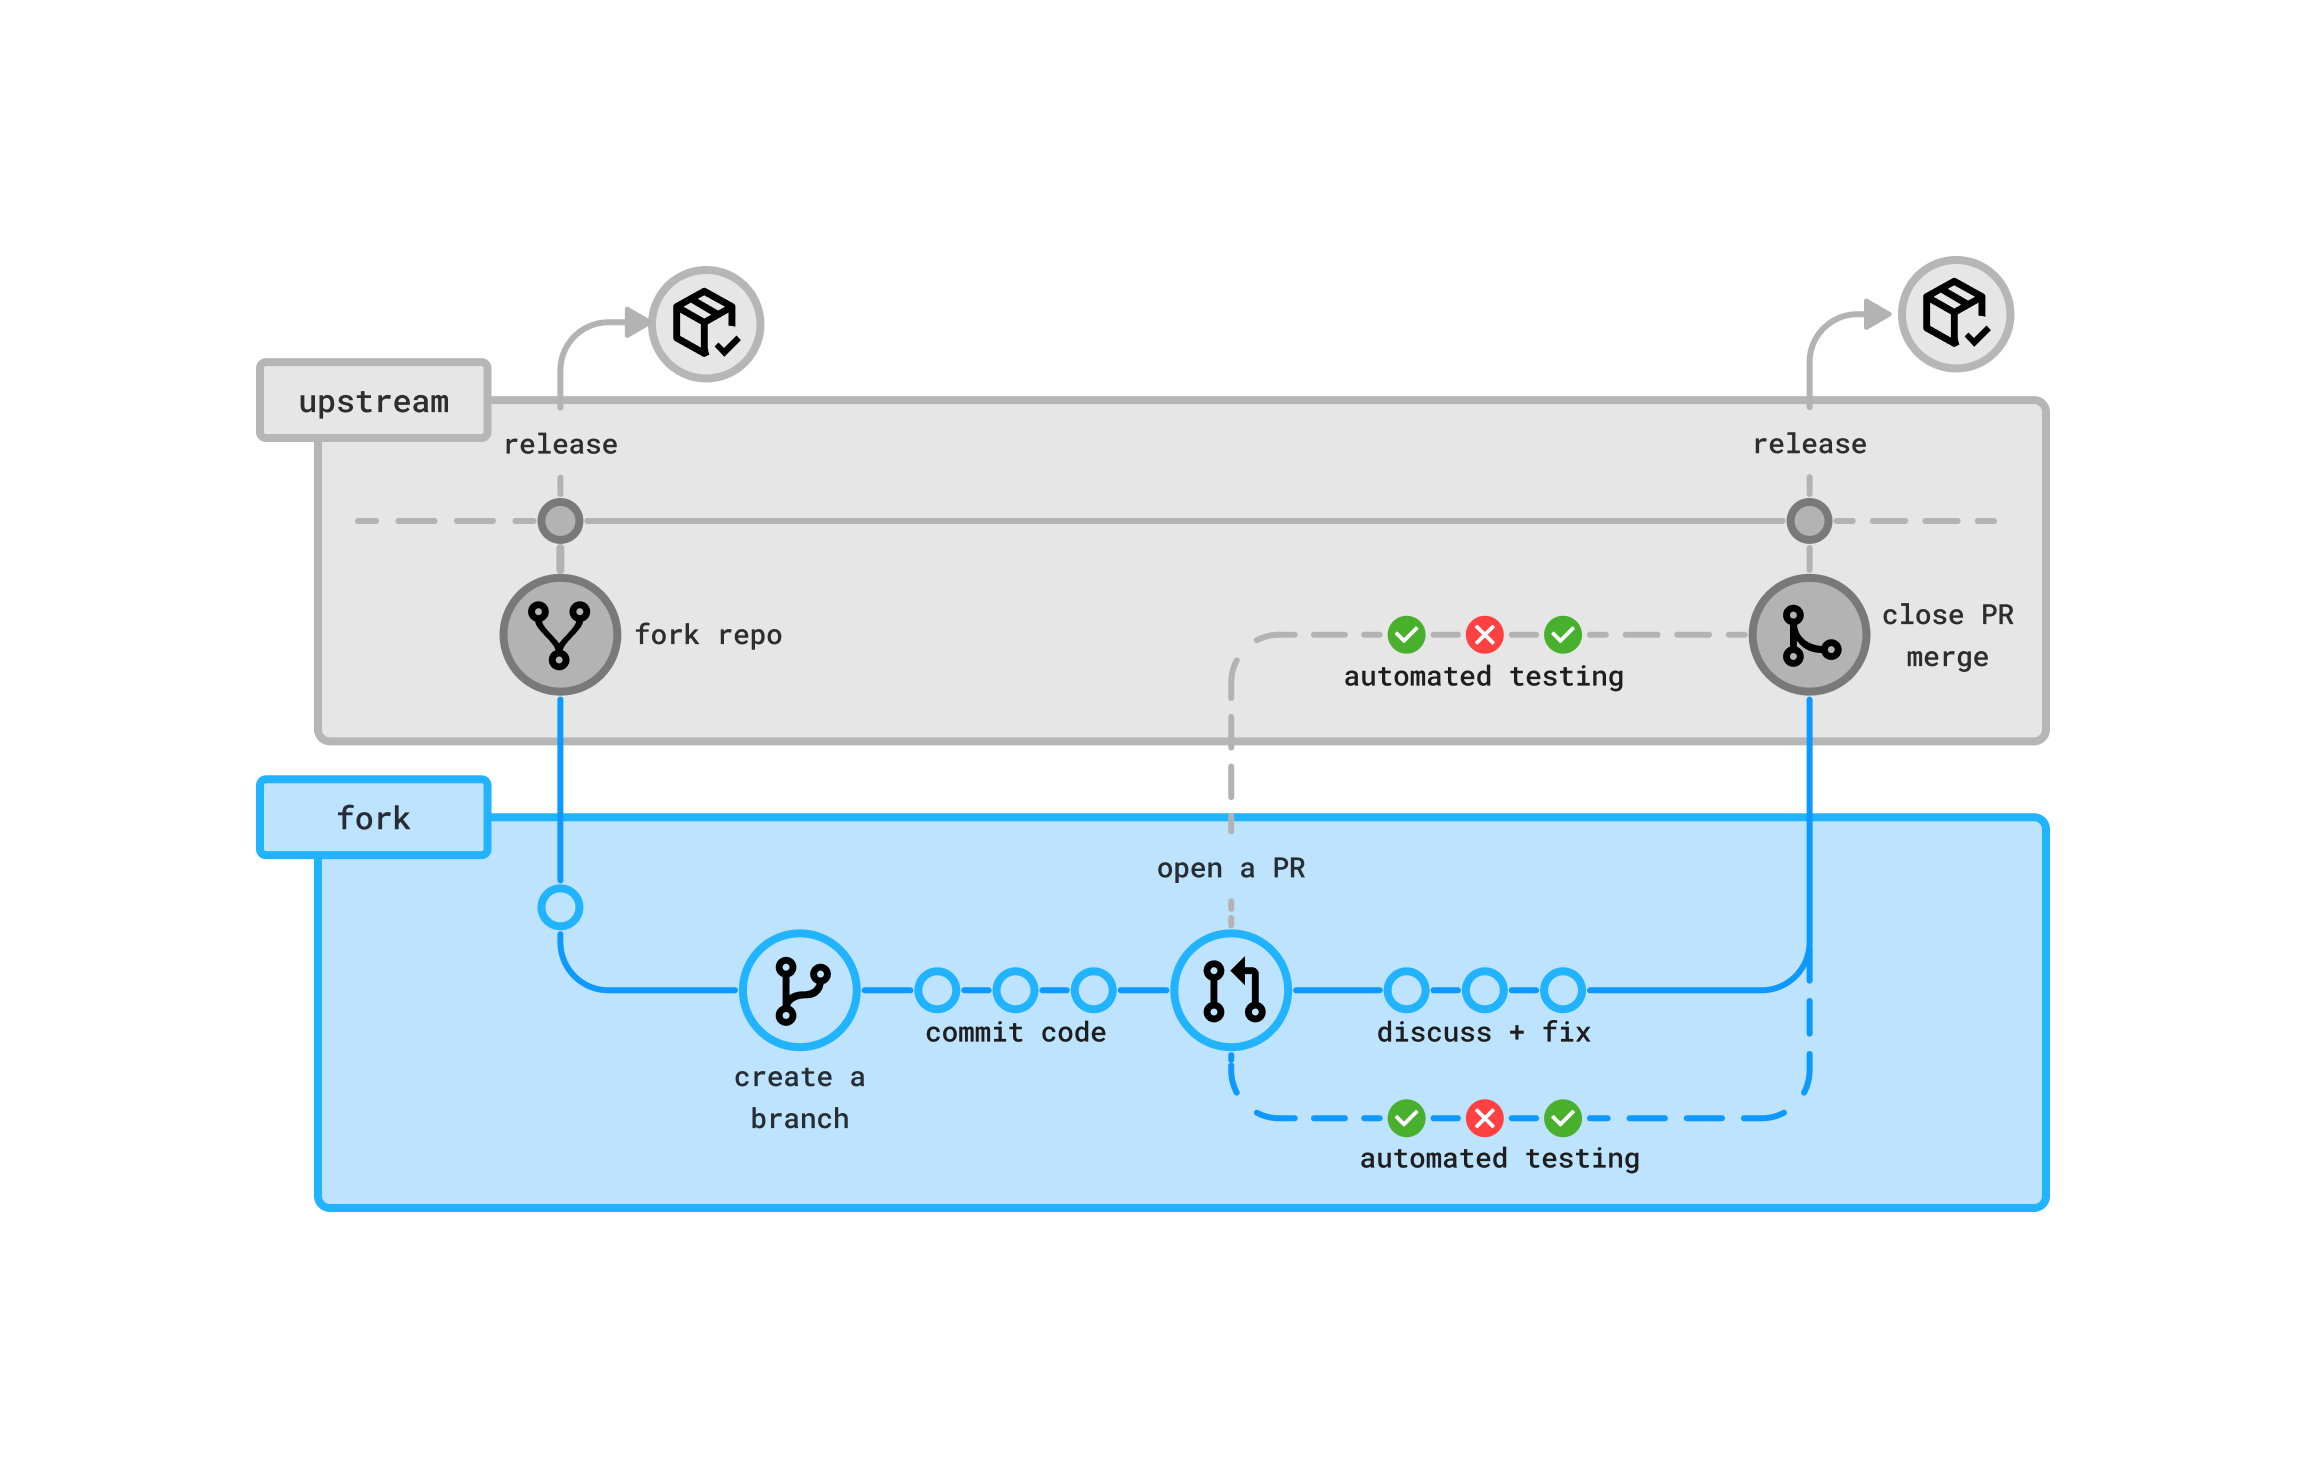 upstream
release
release
fork repo
automated testing
close PR
merge
fork
open a PR
commit code
discuss + fix
create a
branch
automated testing